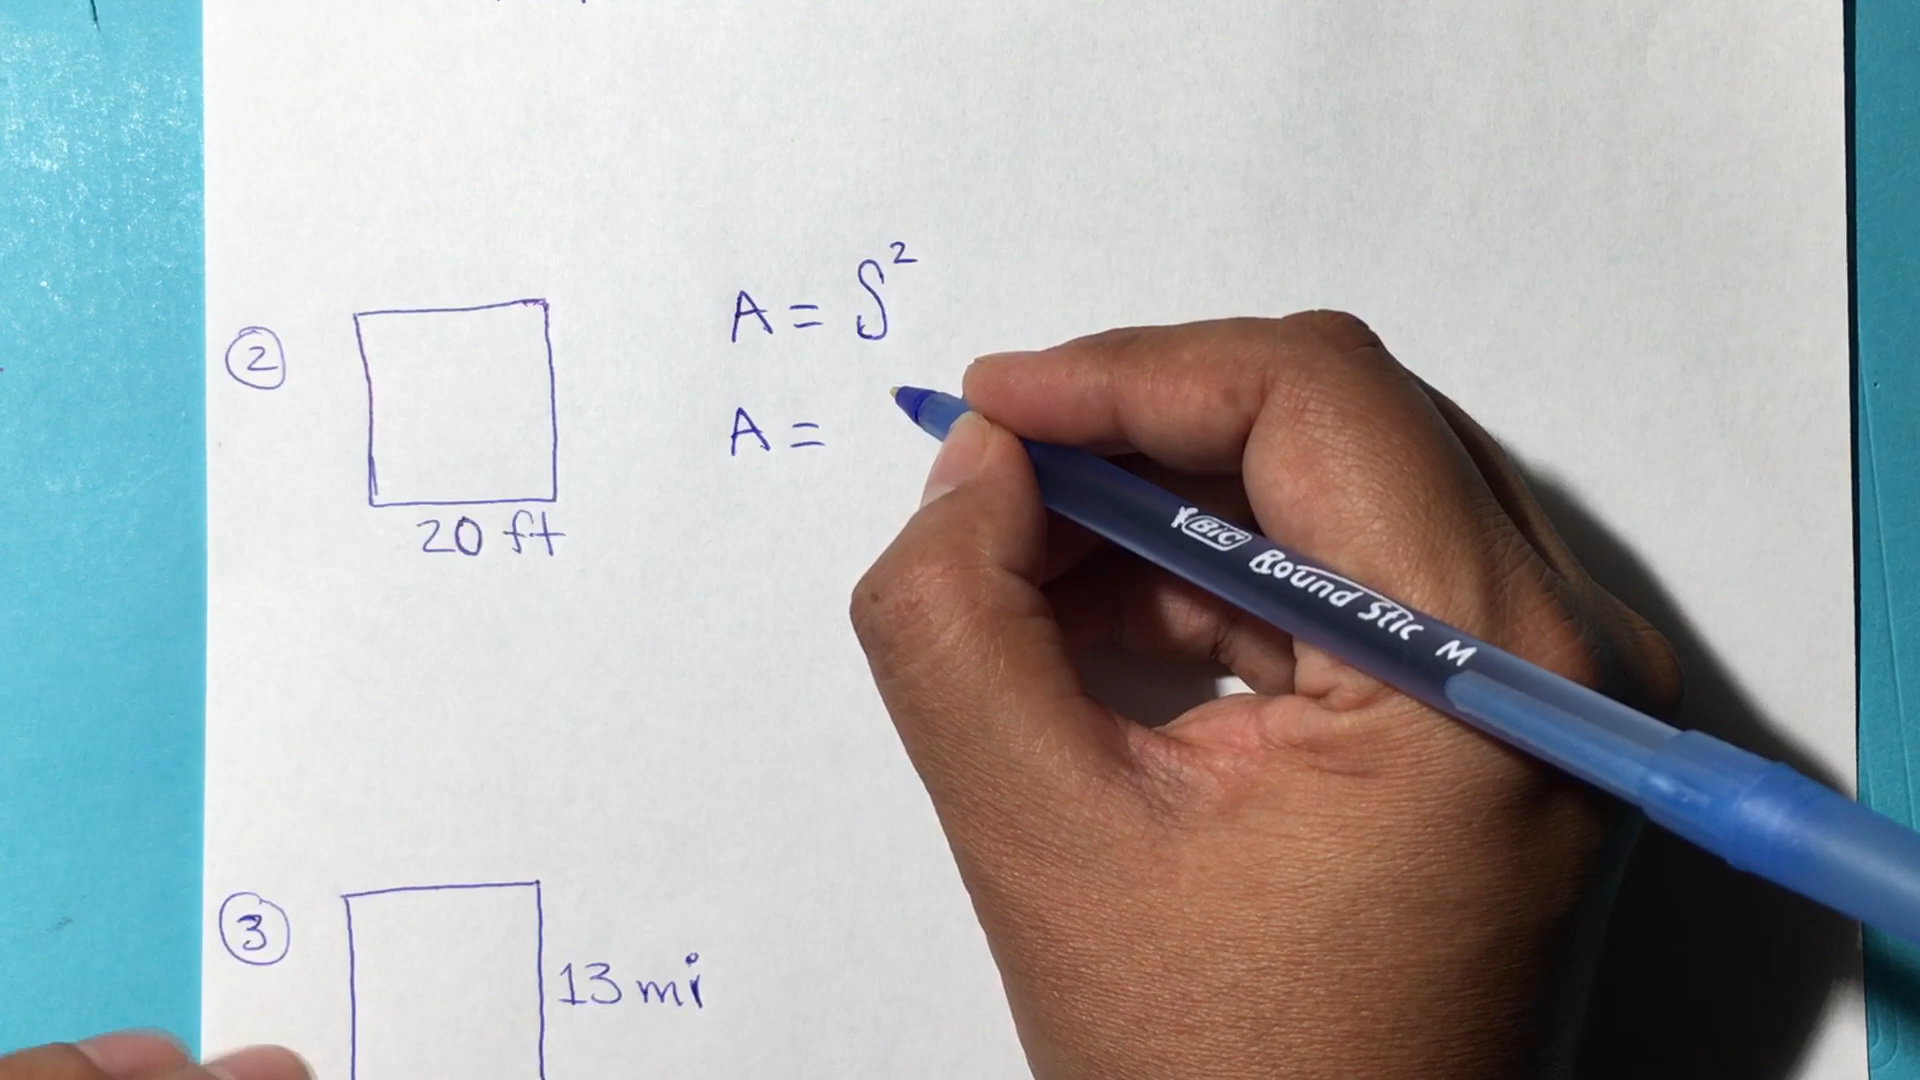 A = S²
②
A =
20 ft
BIC Round Stic M
③
13 mi